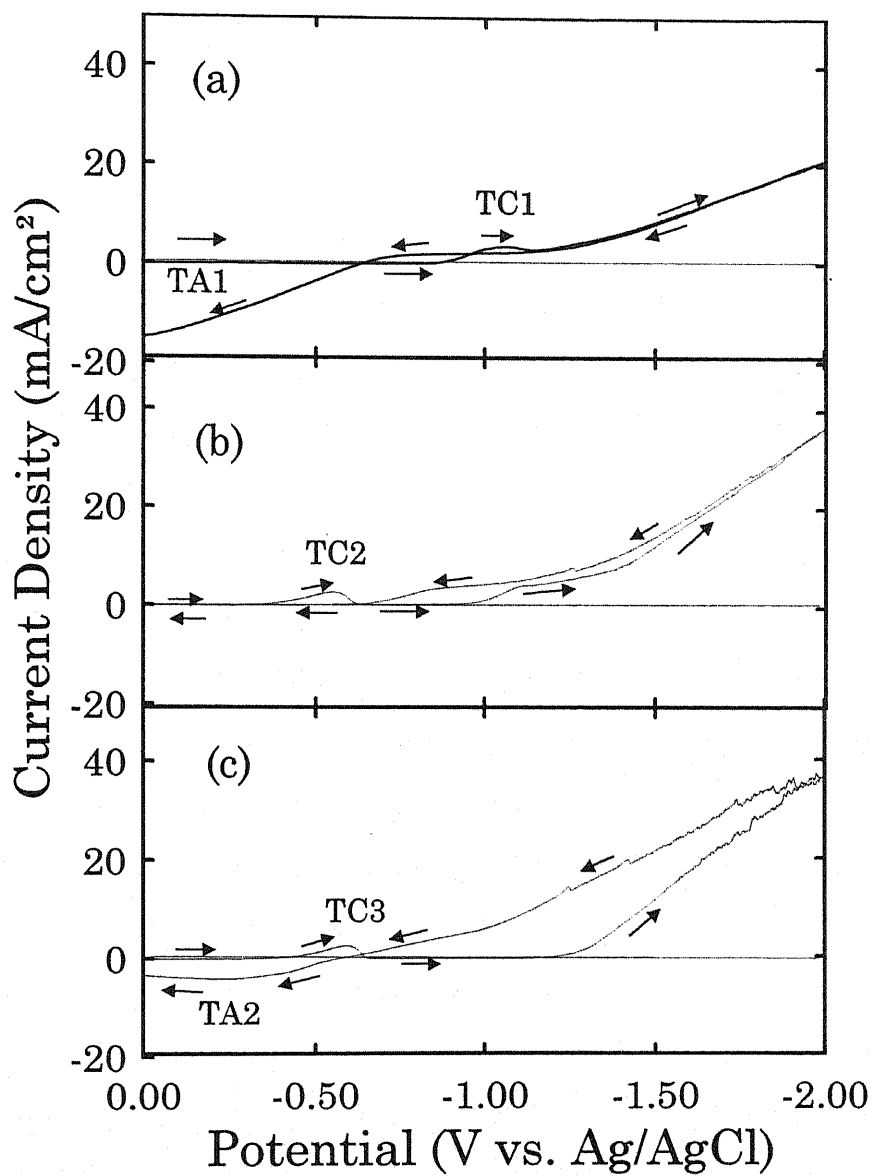 Current Density (mA/cm²)
40
(a)
20
TC1
0
TA1
-20
40
(b)
20
TC2
0
-20
40
(c)
20
TC3
0
TA2
-20
0.00 -0.50 -1.00 -1.50 -2.00
Potential (V vs. Ag/AgCl)